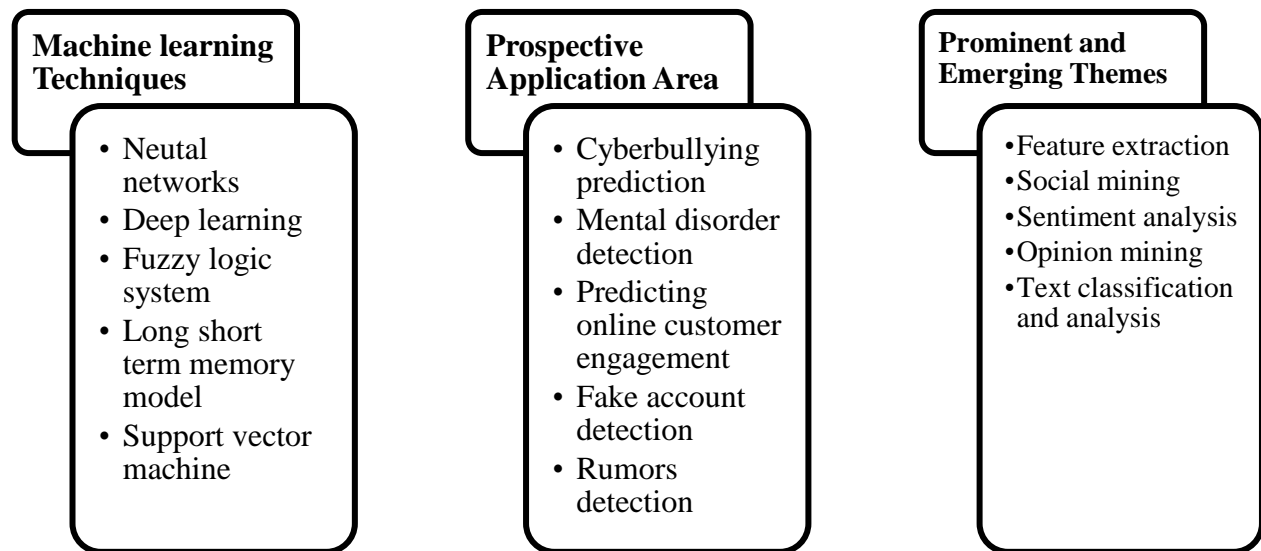 Machine learning
Techniques
• Neutal
networks
• Deep learning
• Fuzzy logic
system
• Long short
term memory
model
• Support vector
machine
Prospective
Application Area
• Cyberbullying
prediction
• Mental disorder
detection
• Predicting
online customer
engagement
• Fake account
detection
• Rumors
detection
Prominent and
Emerging Themes
•Feature extraction
•Social mining
•Sentiment analysis
•Opinion mining
•Text classification
and analysis